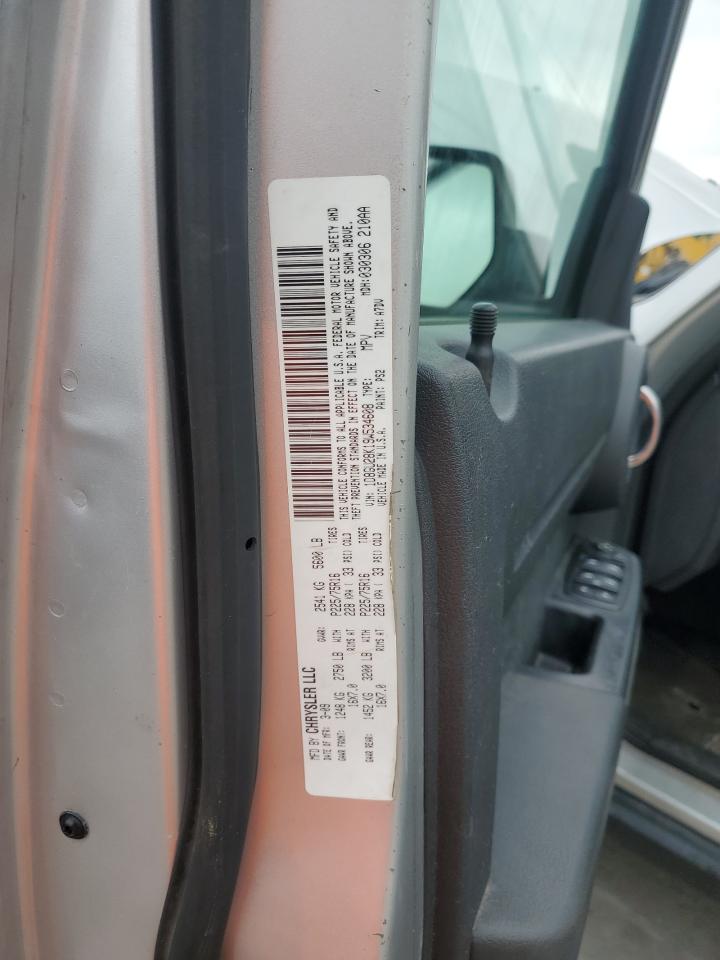 MFD BY CHRYSLER LLC
DATE OF MFR: 3-09 GVWR: 2541 KG 5600 LB
GAWR FRONT: 1248 KG 2750 LB WITH P225/75R16 TIRES
16X7.0 RIMS AT 228 KPA ( 33 PSI) COLD
GAWR REAR: 1452 KG 3200 LB WITH P225/75R16 TIRES
16X7.0 RIMS AT 228 KPA ( 33 PSI) COLD
THIS VEHICLE CONFORMS TO ALL APPLICABLE U.S.A. FEDERAL MOTOR VEHICLE SAFETY AND
THEFT PREVENTION STANDARDS IN EFFECT ON THE DATE OF MANUFACTURE SHOWN ABOVE.
VIN: 1D8GU28K19W534608 TYPE: MPV MDH: 030306 210AA
VEHICLE MADE IN U.S.A. PAINT: PS2 TRIM: A7DV